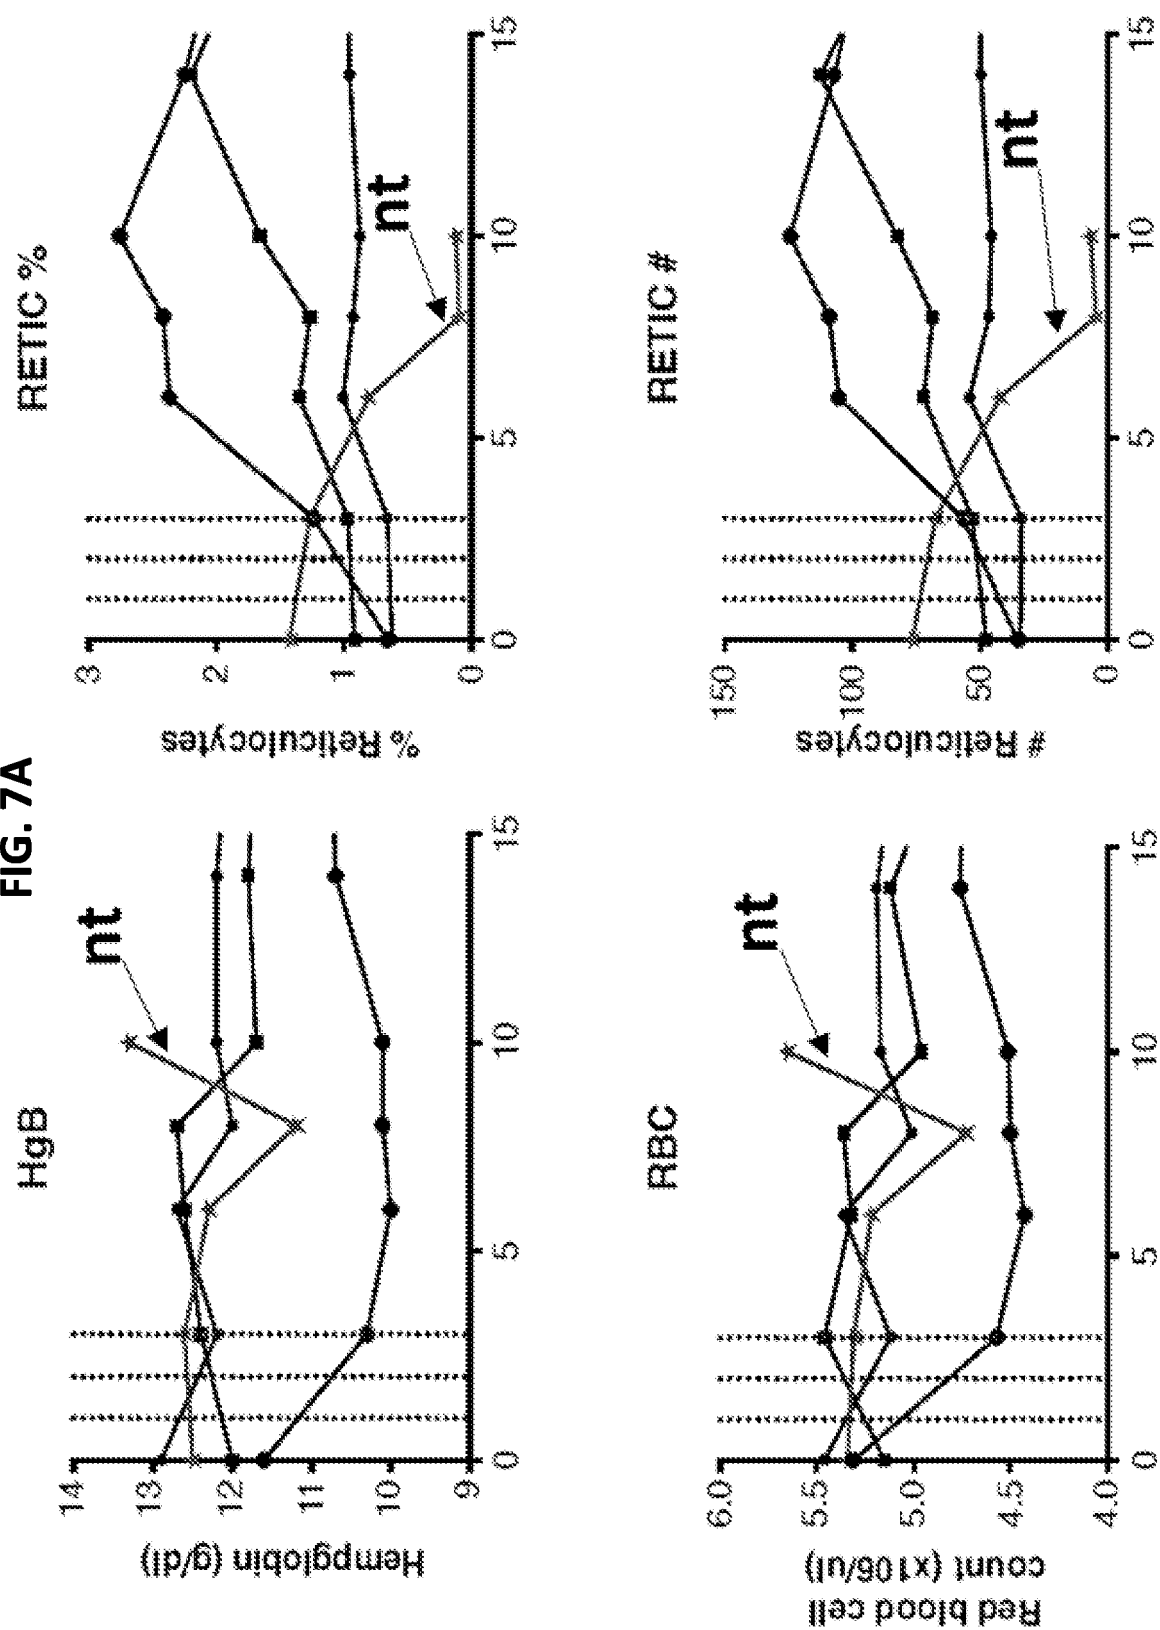 FIG. 7A
HgB
Hempglobin (g/dl)
14
13
12
11
10
9
0
5
10
15
nt
RETIC %
% Reticulocytes
3
2
1
0
0
5
10
15
nt
RBC
Red blood cell
count (x106/ul)
6.0
5.5
5.0
4.5
4.0
0
5
10
15
nt
RETIC #
# Reticulocytes
150
100
50
0
0
5
10
15
nt